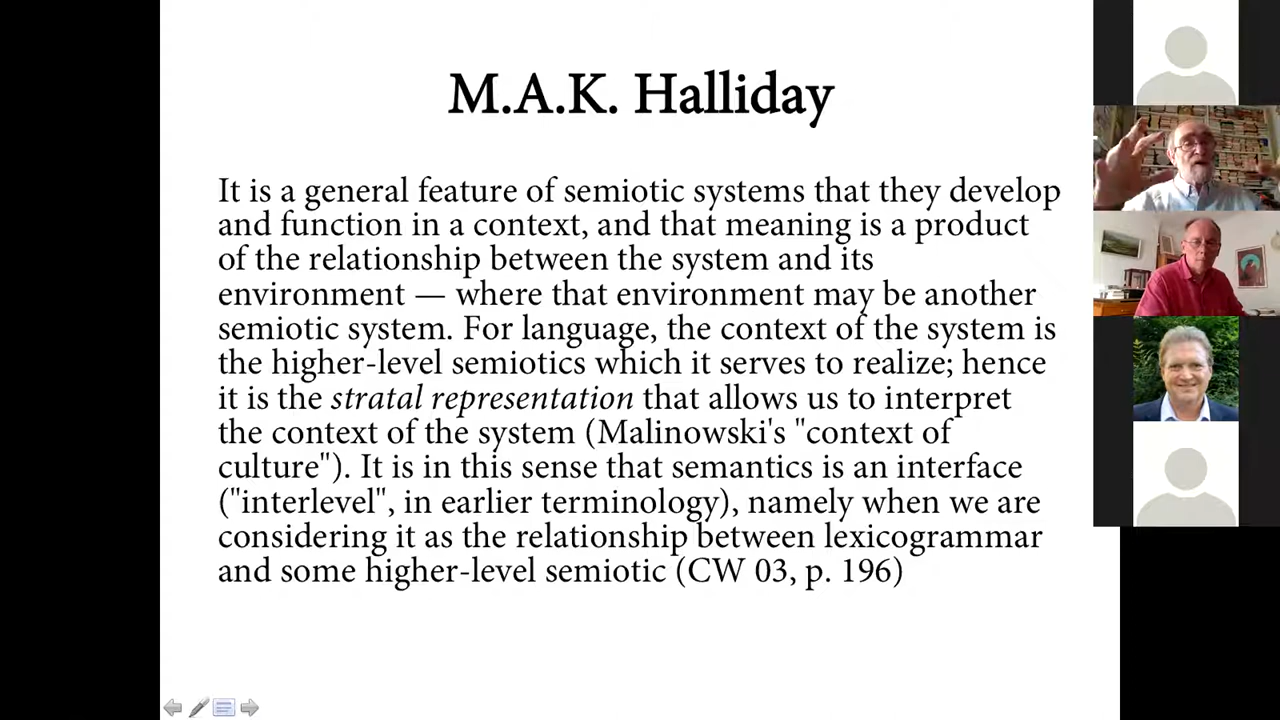 M.A.K. Halliday
It is a general feature of semiotic systems that they develop
and function in a context, and that meaning is a product
of the relationship between the system and its
environment — where that environment may be another
semiotic system. For language, the context of the system is
the higher-level semiotics which it serves to realize; hence
it is the stratal representation that allows us to interpret
the context of the system (Malinowski's "context of
culture"). It is in this sense that semantics is an interface
("interlevel", in earlier terminology), namely when we are
considering it as the relationship between lexicogrammar
and some higher-level semiotic (CW 03, p. 196)